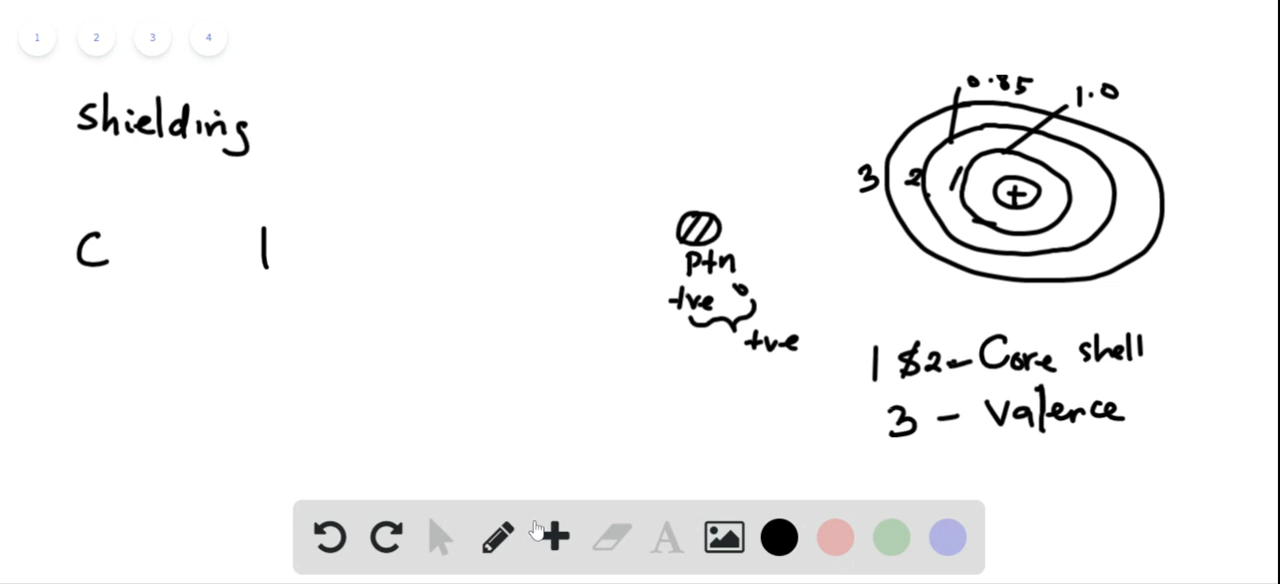 1 2 3 4
shielding
0.85
1.0
3 2 1 +
C 1
ptn
+ve 0
+ve
1 & 2 - Core shell
3 - Valence
A